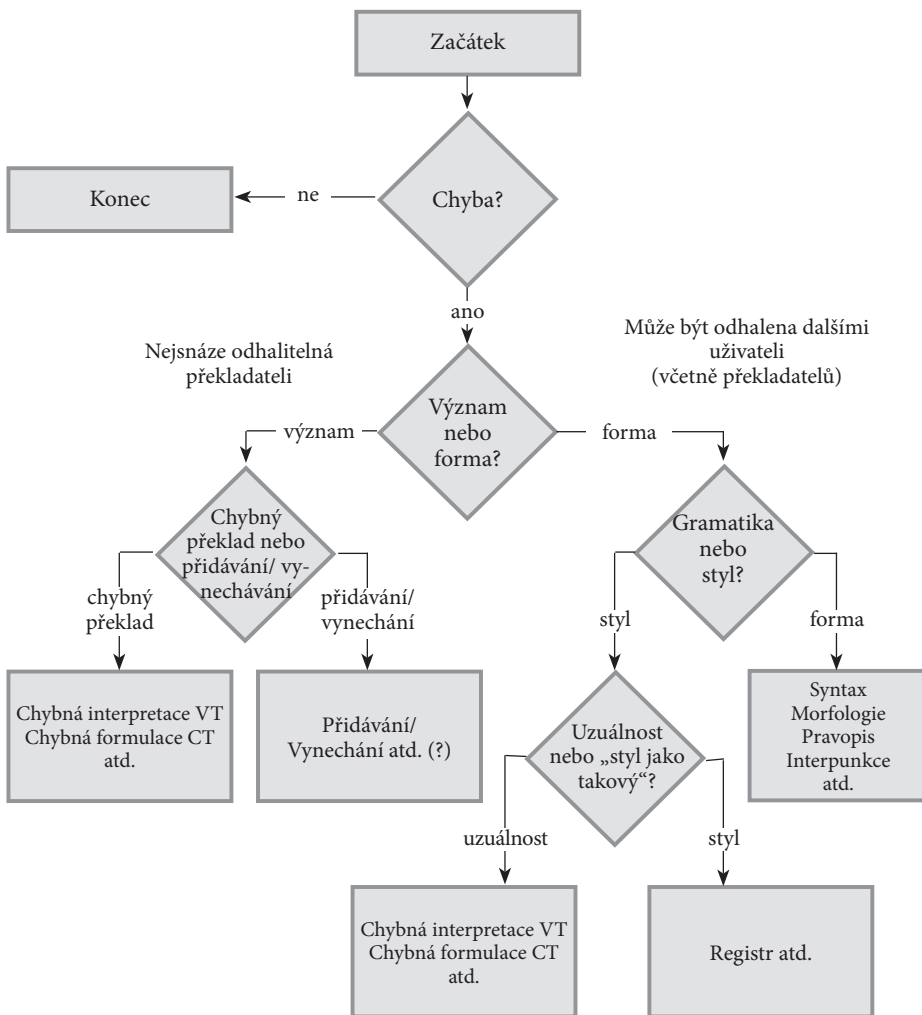 Začátek
Chyba?
ne
Konec
ano
Nejsnáze odhalitelná
překladateli
Může být odhalena dalšími
uživateli
(včetně překladatelů)
Význam
nebo
forma?
význam
forma
Chybný
překlad nebo
přidávání/ vy-
nechávání
Gramatika
nebo
styl?
chybný
překlad
přidávání/
vynechání
styl
forma
Chybná interpretace VT
Chybná formulace CT
atd.
Přidávání/
Vynechání atd. (?)
Uzuálnost
nebo „styl jako
takový“?
Syntax
Morfologie
Pravopis
Interpunkce
atd.
uzuálnost
styl
Chybná interpretace VT
Chybná formulace CT
atd.
Registr atd.